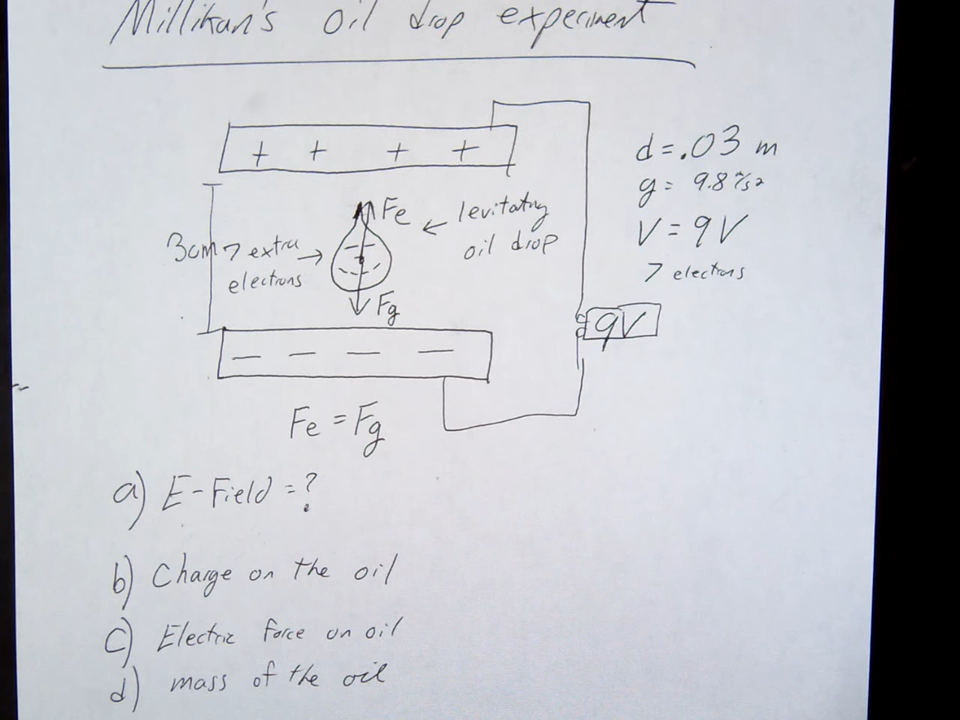 Millikan's oil drop experiment
+ + + +
d = .03 m
g = 9.8 m/s²
V = 9V
7 electrons
Fe
levitating
oil drop
3cm
7 extra
electrons
Fg
9V
− − − −
Fe = Fg
a) E-Field = ?
b) Charge on the oil
c) Electric Force on oil
d) mass of the oil